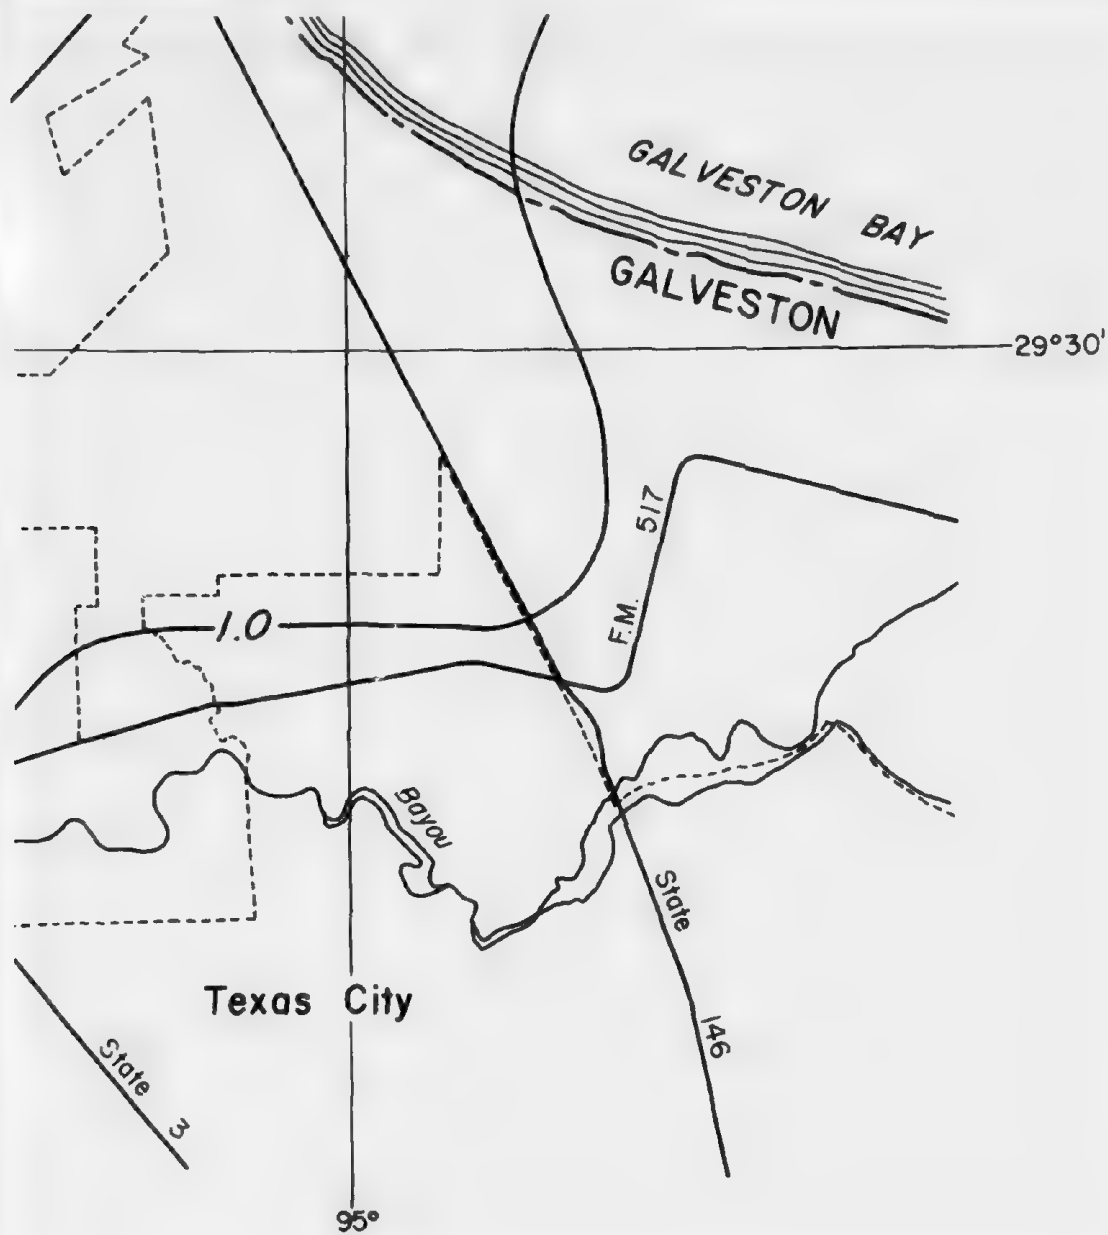 GALVESTON BAY
GALVESTON
29°30'
F.M. 517
1.0
Bayou
State 146
Texas City
State 3
95°